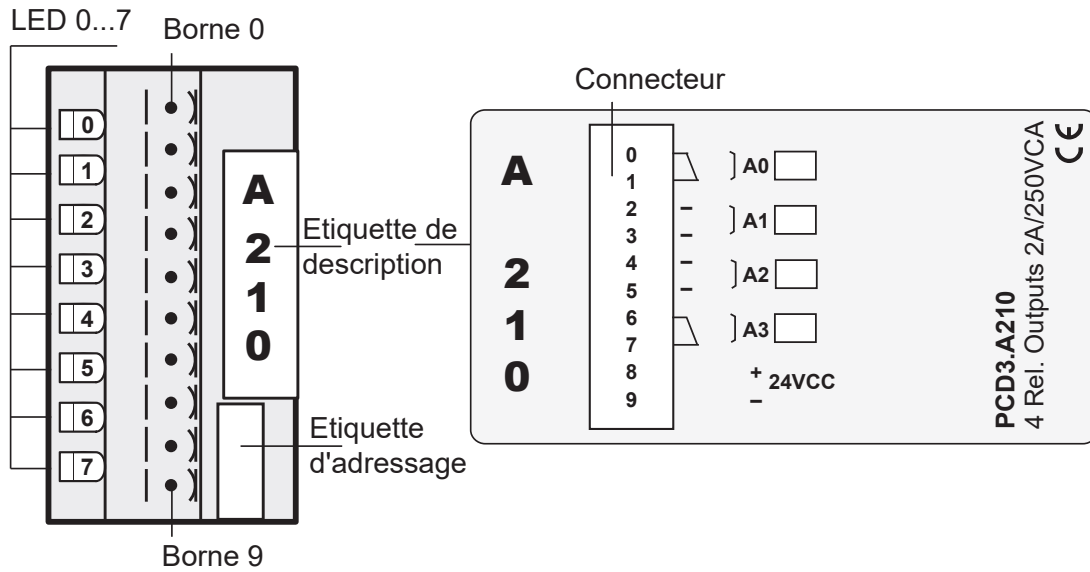 LED 0...7
Borne 0
0
1
2
3
4
5
6
7
A
2
1
0
Etiquette de
description
Etiquette
d'adressage
Borne 9
Connecteur
A
2
1
0
0
1
2
3
4
5
6
7
8
9
A0
A1
A2
A3
+ 24VCC
–
PCD3.A210
4 Rel. Outputs 2A/250VCA
CE